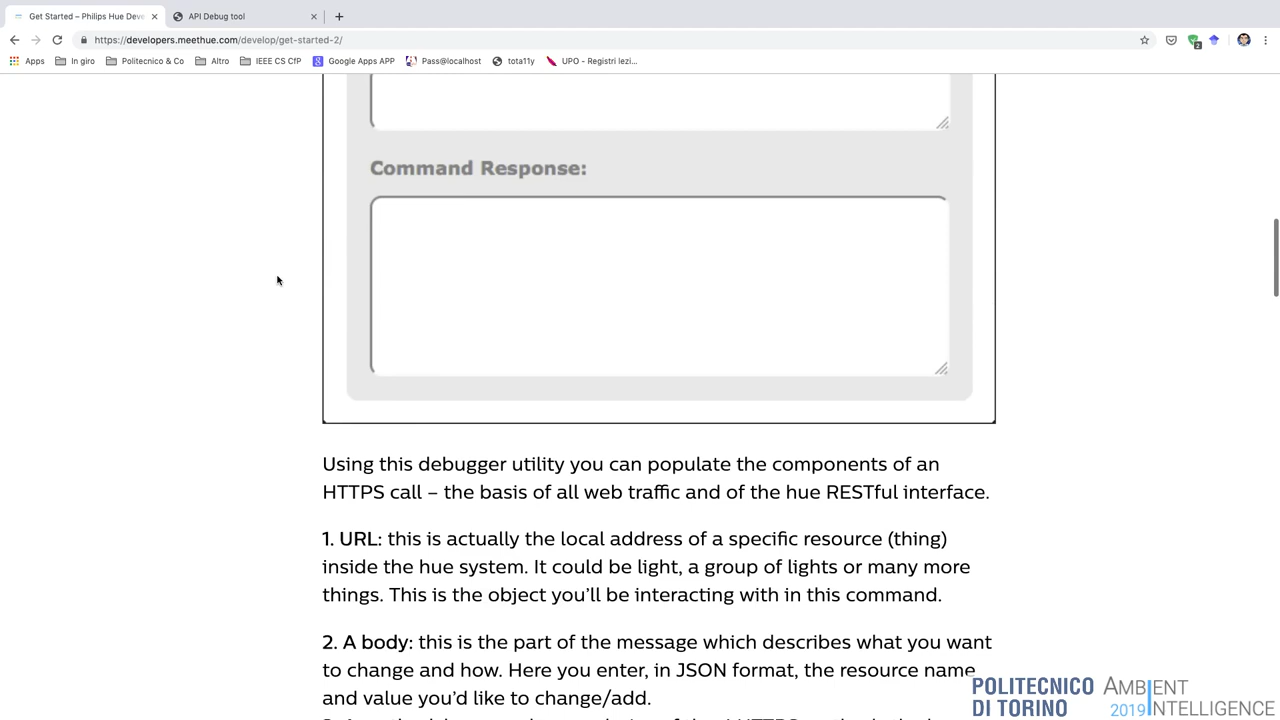 Get Started – Philips Hue Deve
API Debug tool
https://developers.meethue.com/develop/get-started-2/
Apps
In giro
Politecnico & Co
Altro
IEEE CS CfP
Google Apps APP
Pass@localhost
tota11y
UPO - Registri lezi...
2
Command Response:
Using this debugger utility you can populate the components of an
HTTPS call – the basis of all web traffic and of the hue RESTful interface.
1. URL: this is actually the local address of a specific resource (thing)
inside the hue system. It could be light, a group of lights or many more
things. This is the object you'll be interacting with in this command.
2. A body: this is the part of the message which describes what you want
to change and how. Here you enter, in JSON format, the resource name
and value you'd like to change/add.
POLITECNICO
DI TORINO
AMBIENT
2019 INTELLIGENCE